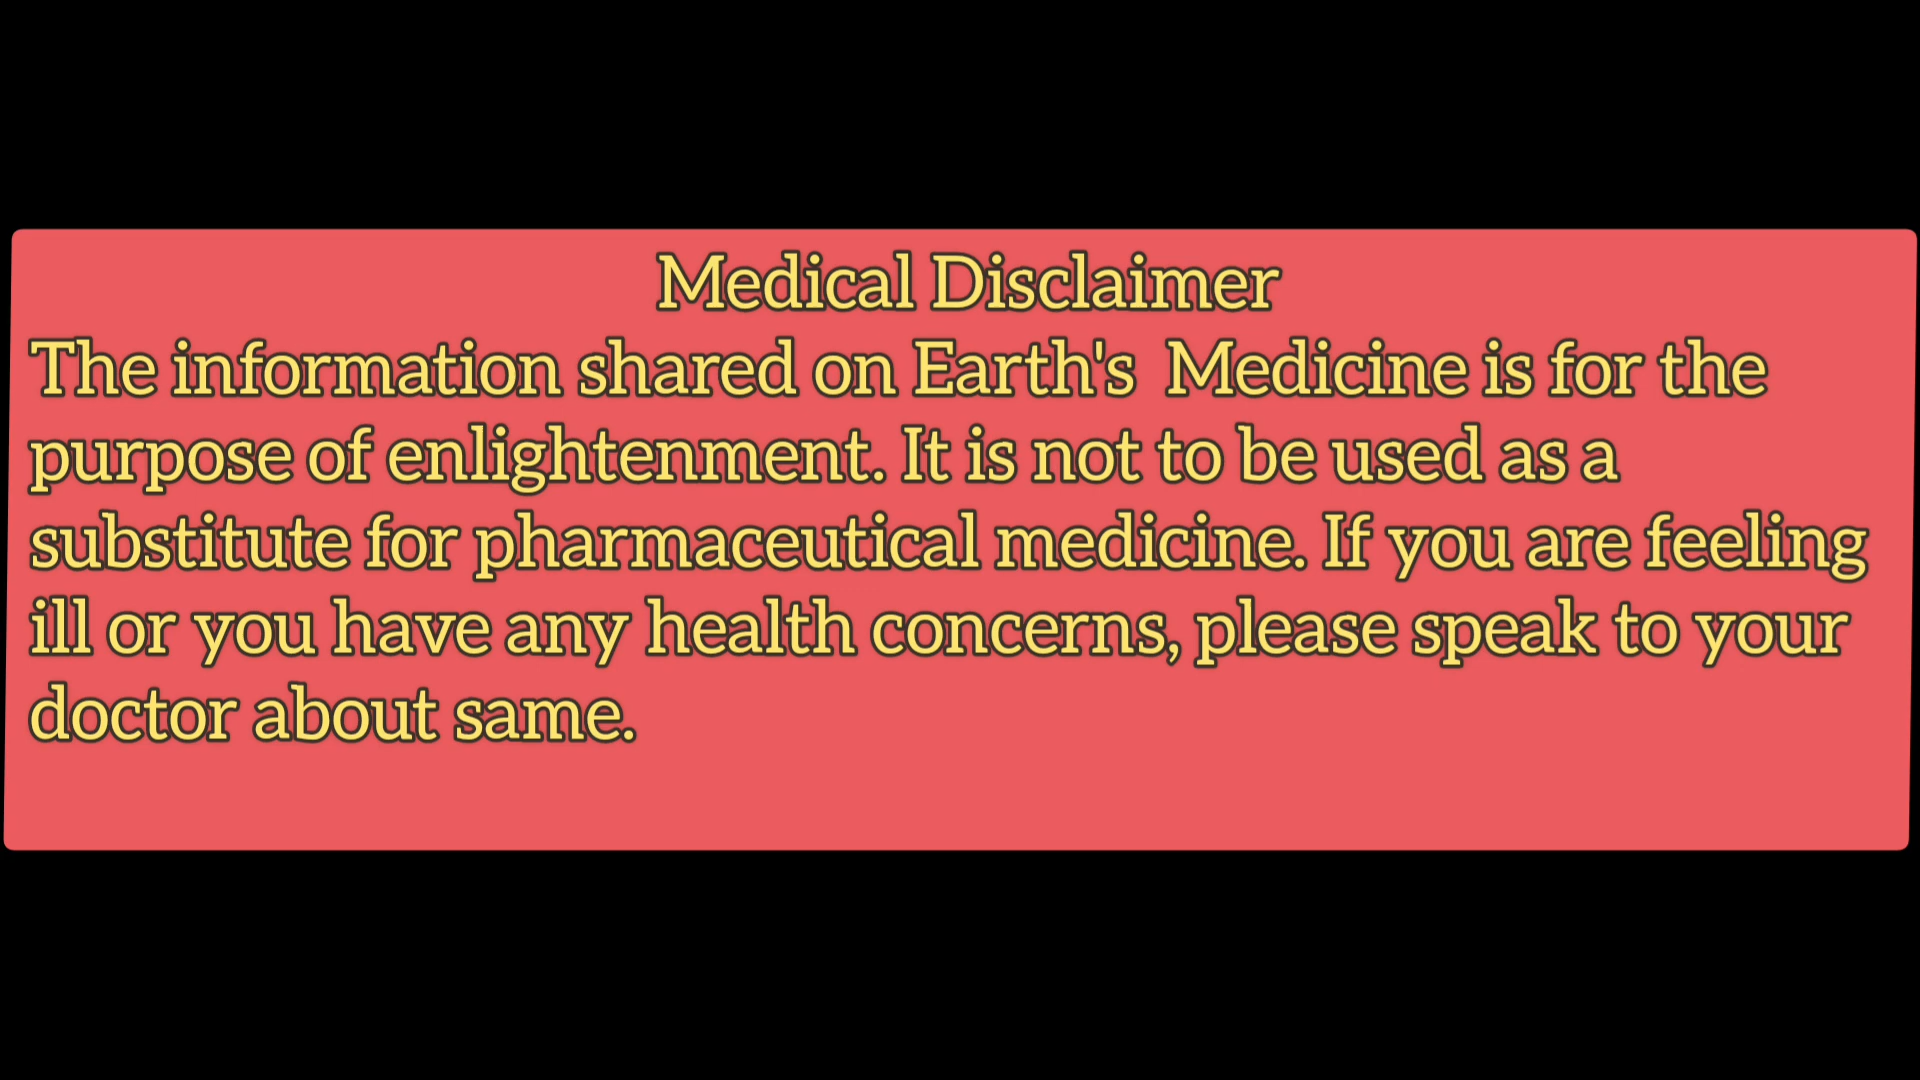 Medical Disclaimer
The information shared on Earth's  Medicine is for the
purpose of enlightenment. It is not to be used as a
substitute for pharmaceutical medicine. If you are feeling
ill or you have any health concerns, please speak to your
doctor about same.